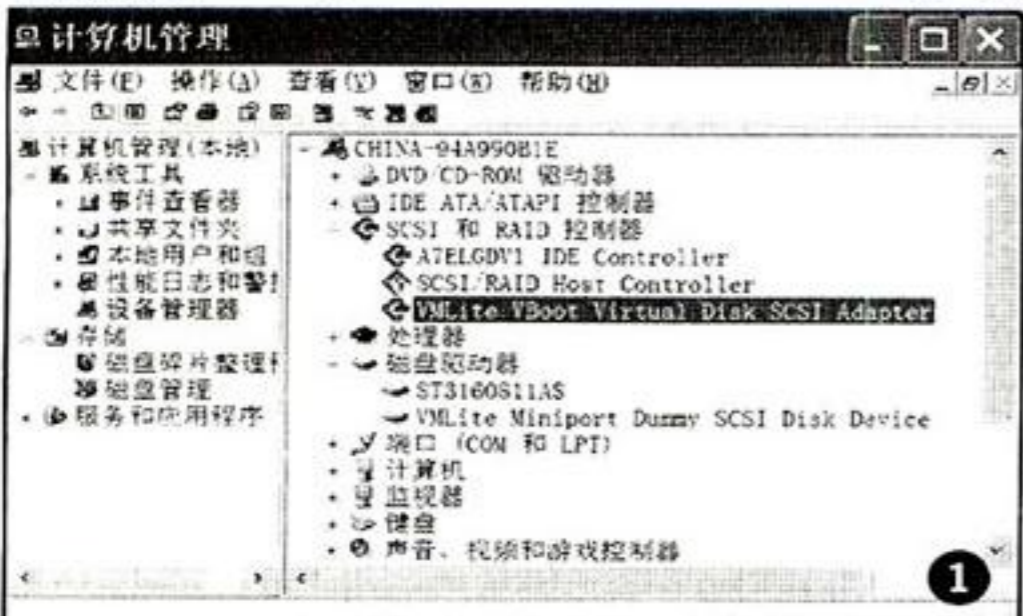 计算机管理
文件(F) 操作(A) 查看(V) 窗口(W) 帮助(H)
计算机管理(本地)
系统工具
事件查看器
共享文件夹
本地用户和组
性能日志和警
设备管理器
存储
磁盘碎片整理
磁盘管理
服务和应用程序
CHINA-94A990B1E
DVD/CD-ROM 驱动器
IDE ATA/ATAPI 控制器
SCSI 和 RAID 控制器
A7ELGDV1 IDE Controller
SCSI/RAID Host Controller
VMLite VBoot Virtual Disk SCSI Adapter
处理器
磁盘驱动器
ST3160811AS
VMLite Miniport Dummy SCSI Disk Device
端口 (COM 和 LPT)
计算机
监视器
键盘
声音、视频和游戏控制器
1